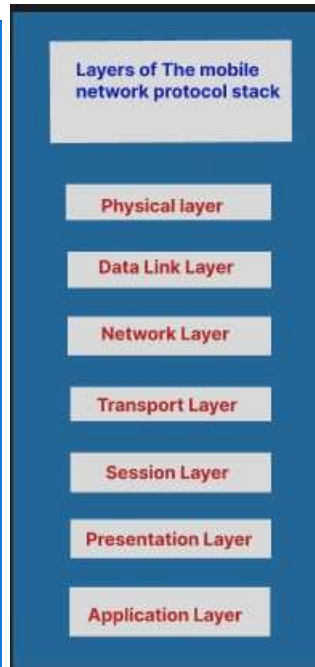 Layers of The mobile
network protocol stack
Physical layer
Data Link Layer
Network Layer
Transport Layer
Session Layer
Presentation Layer
Application Layer